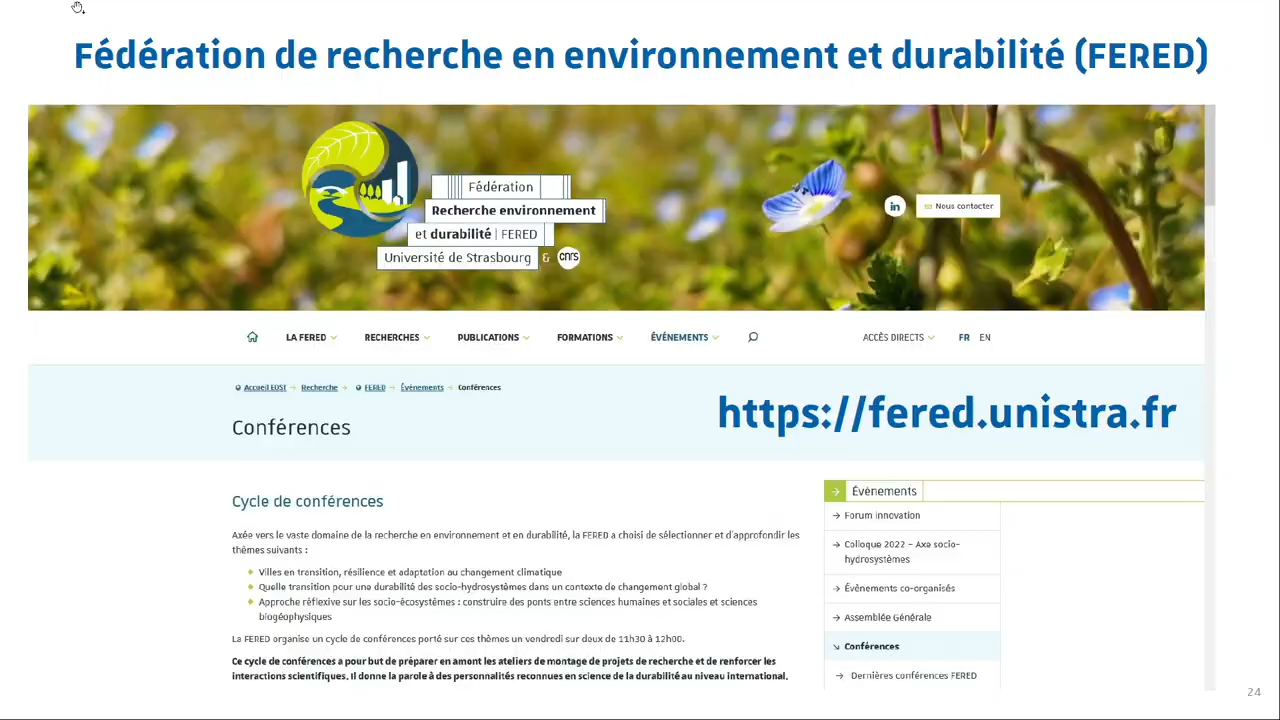 Fédération de recherche en environnement et durabilité (FERED)
Fédération
Recherche environnement
et durabilité | FERED
Université de Strasbourg & cnrs
in
Nous contacter
LA FERED
RECHERCHES
PUBLICATIONS
FORMATIONS
ÉVÉNEMENTS
ACCÈS DIRECTS
FR EN
Accueil EOST → Recherche → FERED → Événements → Conférences
https://fered.unistra.fr
Conférences
Cycle de conférences
Axée vers le vaste domaine de la recherche en environnement et en durabilité, la FERED a choisi de sélectionner et d'approfondir les
thèmes suivants :
Villes en transition, résilience et adaptation au changement climatique
Quelle transition pour une durabilité des socio-hydrosystèmes dans un contexte de changement global ?
Approche réflexive sur les socio-écosystèmes : construire des ponts entre sciences humaines et sociales et sciences
biogéophysiques
La FERED organise un cycle de conférences porté sur ces thèmes un vendredi sur deux de 11h30 à 12h00.
Ce cycle de conférences a pour but de préparer en amont les ateliers de montage de projets de recherche et de renforcer les
interactions scientifiques. Il donne la parole à des personnalités reconnues en science de la durabilité au niveau international.
→ Évènements
→ Forum innovation
→ Colloque 2022 – Axe socio-
hydrosystèmes
→ Évènements co-organisés
→ Assemblée Générale
↘ Conférences
→ Dernières conférences FERED
24